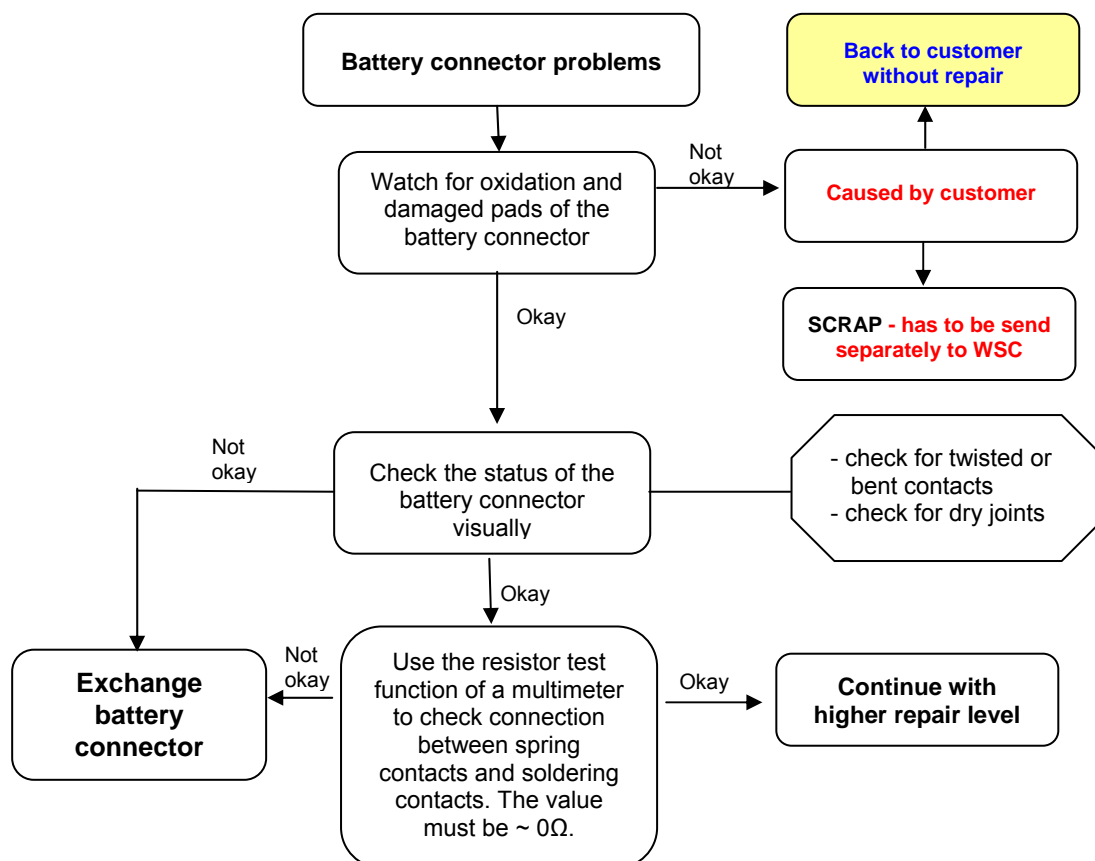 Battery connector problems
Back to customer
without repair
Not
okay
Watch for oxidation and
damaged pads of the
battery connector
Caused by customer
Okay
SCRAP - has to be send
separately to WSC
Not
okay
Check the status of the
battery connector
visually
- check for twisted or
bent contacts
- check for dry joints
Okay
Exchange
battery
connector
Not
okay
Use the resistor test
function of a multimeter
to check connection
between spring
contacts and soldering
contacts. The value
must be ~ 0Ω.
Okay
Continue with
higher repair level